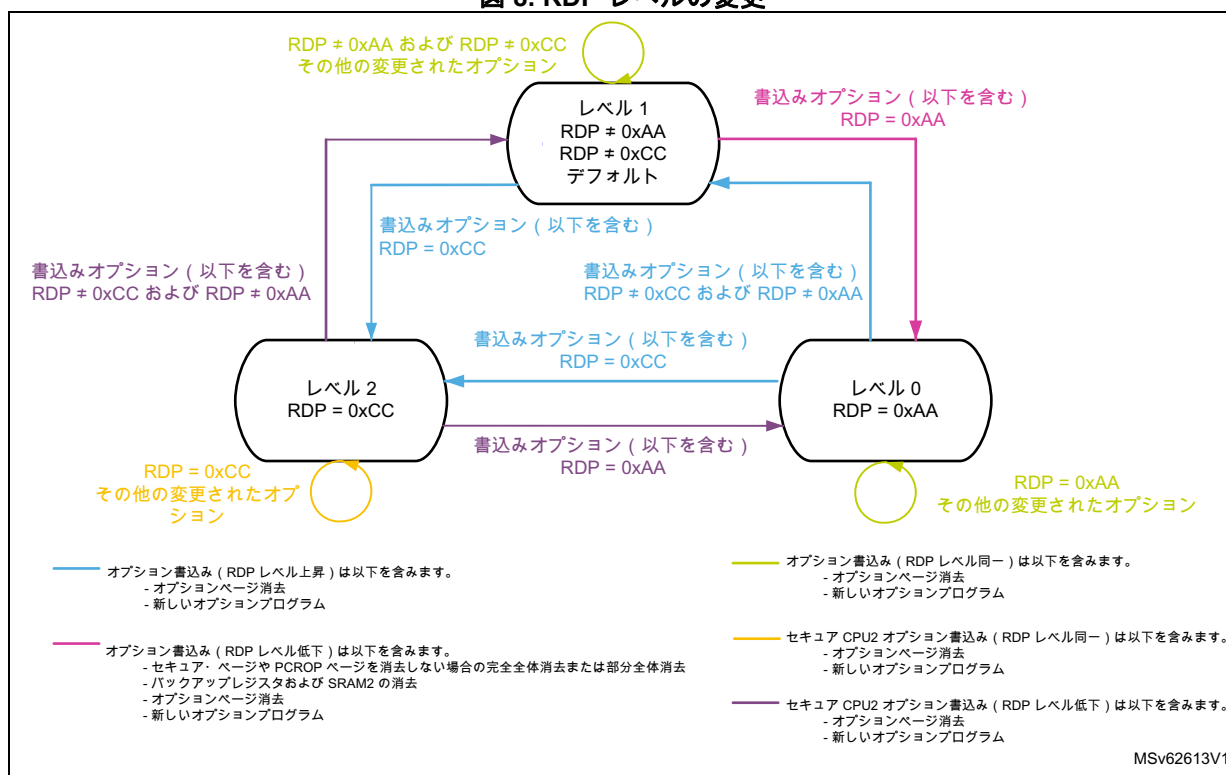 図 8. RDP レベルの変更
RDP ≠ 0xAA および RDP ≠ 0xCC
その他の変更されたオプション
レベル 1
RDP ≠ 0xAA
RDP ≠ 0xCC
デフォルト
書込みオプション ( 以下を含む )
RDP = 0xAA
書込みオプション ( 以下を含む )
RDP = 0xCC
書込みオプション ( 以下を含む )
RDP ≠ 0xCC および RDP ≠ 0xAA
書込みオプション ( 以下を含む )
RDP ≠ 0xCC および RDP ≠ 0xAA
書込みオプション ( 以下を含む )
RDP = 0xCC
レベル 2
RDP = 0xCC
レベル 0
RDP = 0xAA
書込みオプション ( 以下を含む )
RDP = 0xAA
RDP = 0xCC
その他の変更されたオプ
ション
RDP = 0xAA
その他の変更されたオプション
オプション書込み ( RDP レベル上昇 ) は以下を含みます。
- オプションページ消去
- 新しいオプションプログラム
オプション書込み ( RDP レベル低下 ) は以下を含みます。
- セキュア・ページや PCROP ページを消去しない場合の完全全体消去または部分全体消去
- バックアップレジスタおよび SRAM2 の消去
- オプションページ消去
- 新しいオプションプログラム
オプション書込み ( RDP レベル同一 ) は以下を含みます。
- オプションページ消去
- 新しいオプションプログラム
セキュア CPU2 オプション書込み ( RDP レベル同一 ) は以下を含みます。
- オプションページ消去
- 新しいオプションプログラム
セキュア CPU2 オプション書込み ( RDP レベル低下 ) は以下を含みます。
- オプションページ消去
- 新しいオプションプログラム
MSv62613V1